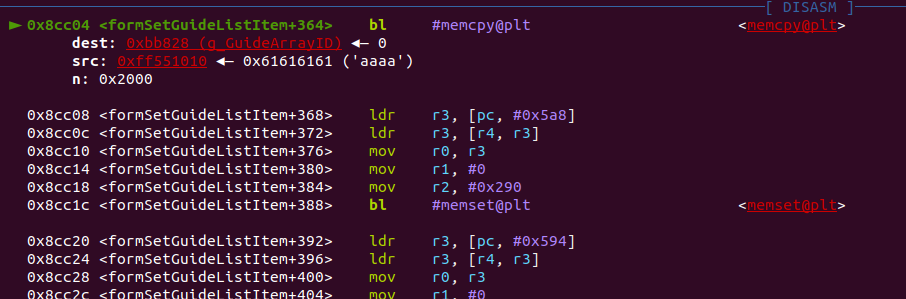 [ DISASM ]
► 0x8cc04 <formSetGuideListItem+364> bl #memcpy@plt <memcpy@plt>
dest: 0xbb828 (g_GuideArrayID) ◄— 0
src: 0xff551010 ◄— 0x61616161 ('aaaa')
n: 0x2000
0x8cc08 <formSetGuideListItem+368> ldr r3, [pc, #0x5a8]
0x8cc0c <formSetGuideListItem+372> ldr r3, [r4, r3]
0x8cc10 <formSetGuideListItem+376> mov r0, r3
0x8cc14 <formSetGuideListItem+380> mov r1, #0
0x8cc18 <formSetGuideListItem+384> mov r2, #0x290
0x8cc1c <formSetGuideListItem+388> bl #memset@plt <memset@plt>
0x8cc20 <formSetGuideListItem+392> ldr r3, [pc, #0x594]
0x8cc24 <formSetGuideListItem+396> ldr r3, [r4, r3]
0x8cc28 <formSetGuideListItem+400> mov r0, r3
0x8cc2c <formSetGuideListItem+404> mov r1, #0